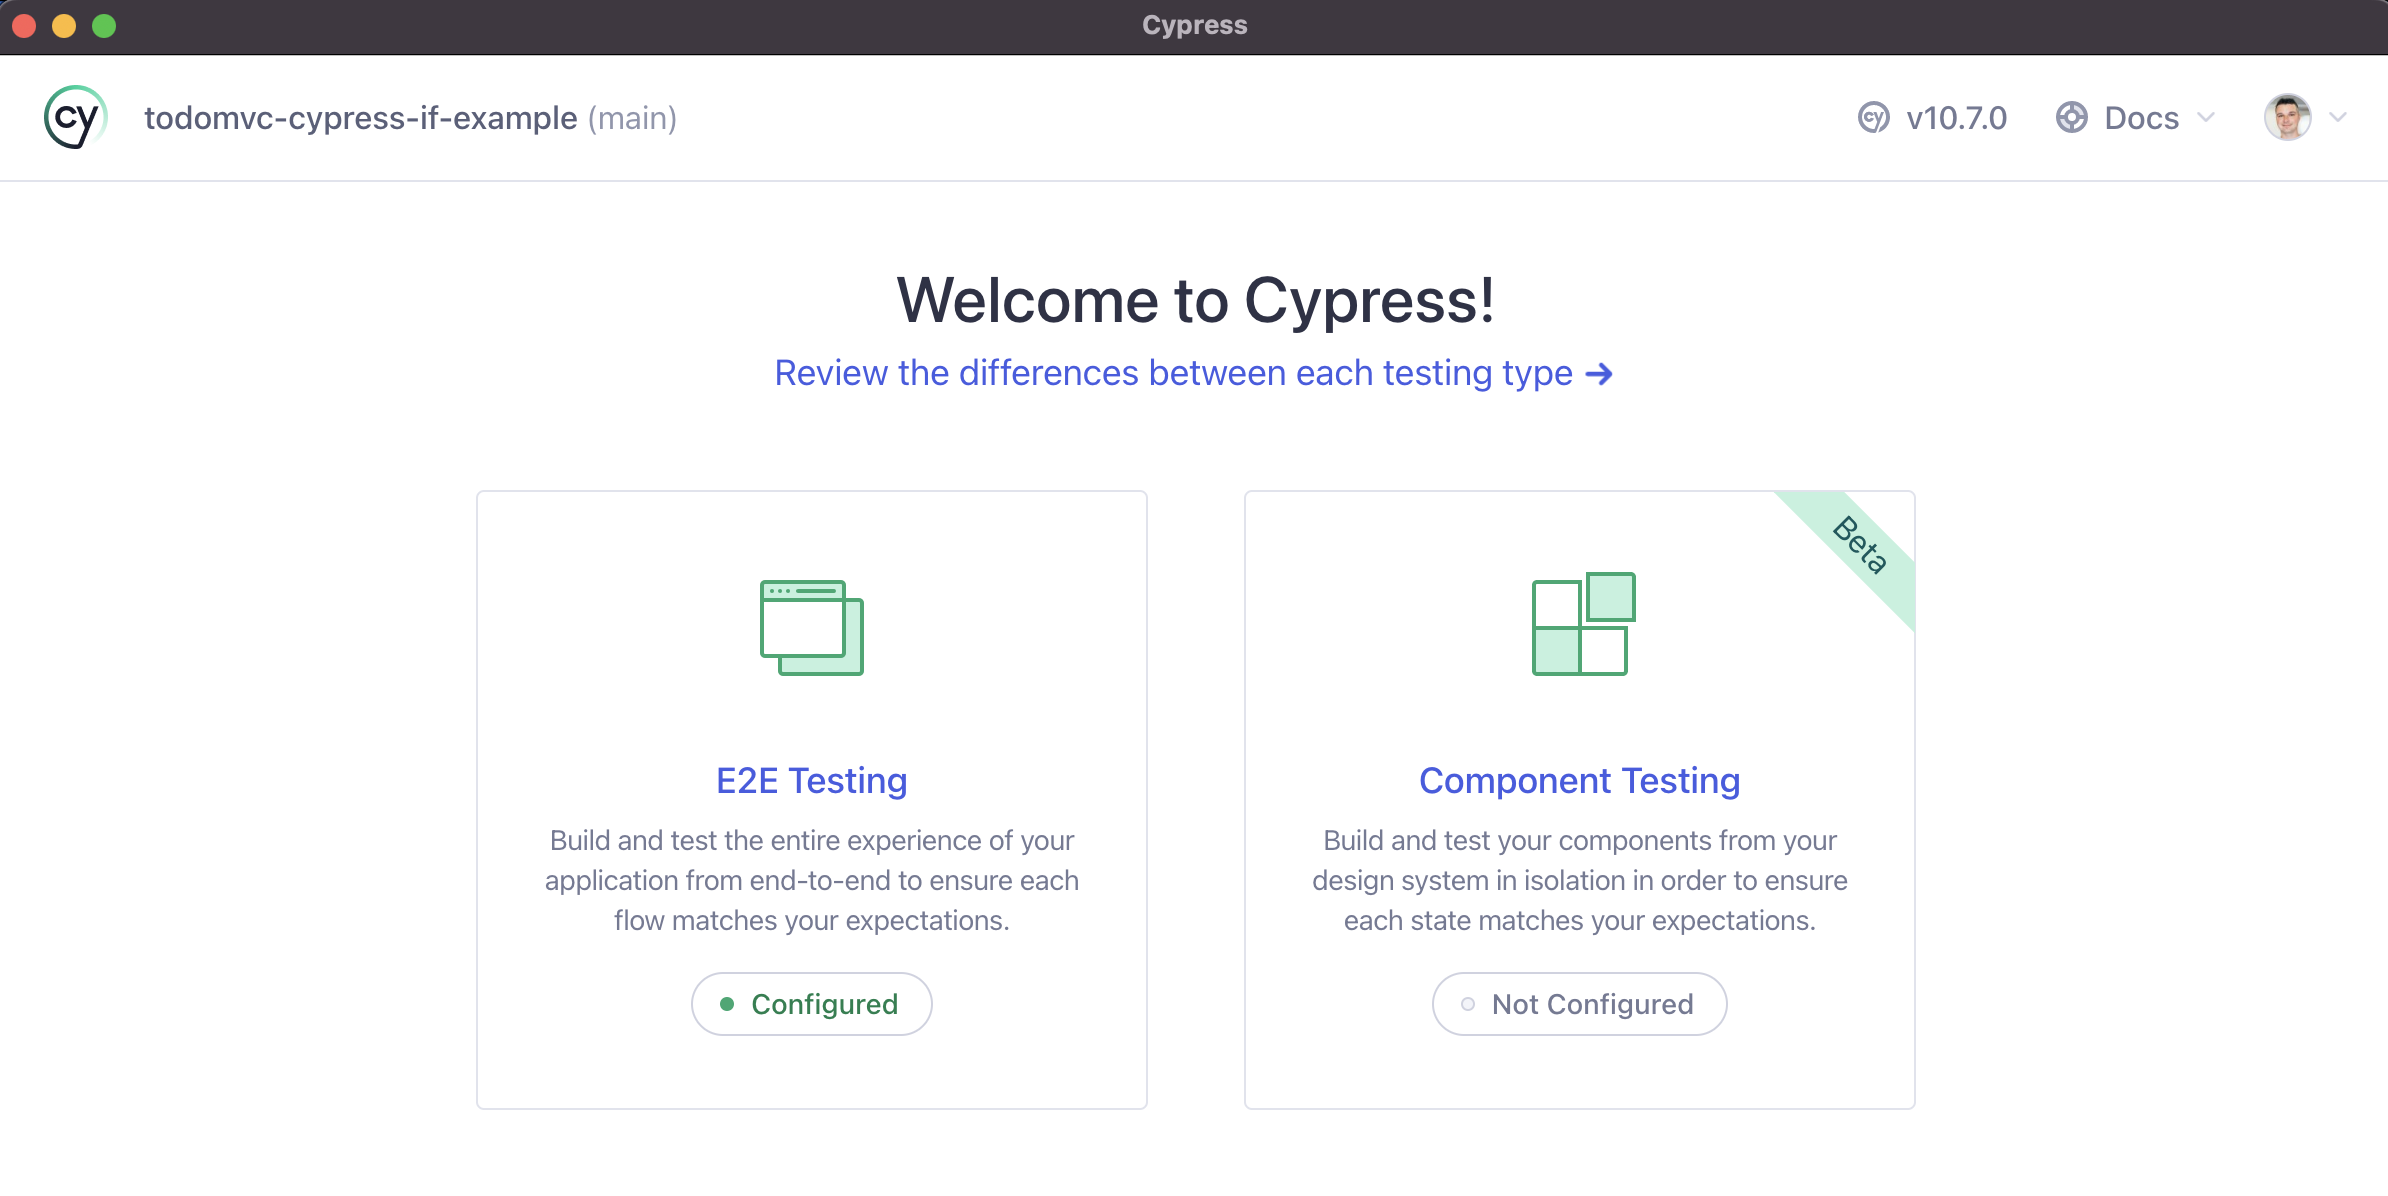 Cypress
cy todomvc-cypress-if-example (main)
cy v10.7.0 Docs
Welcome to Cypress!
Review the differences between each testing type →
Beta
E2E Testing
Build and test the entire experience of your
application from end-to-end to ensure each
flow matches your expectations.
Configured
Component Testing
Build and test your components from your
design system in isolation in order to ensure
each state matches your expectations.
Not Configured